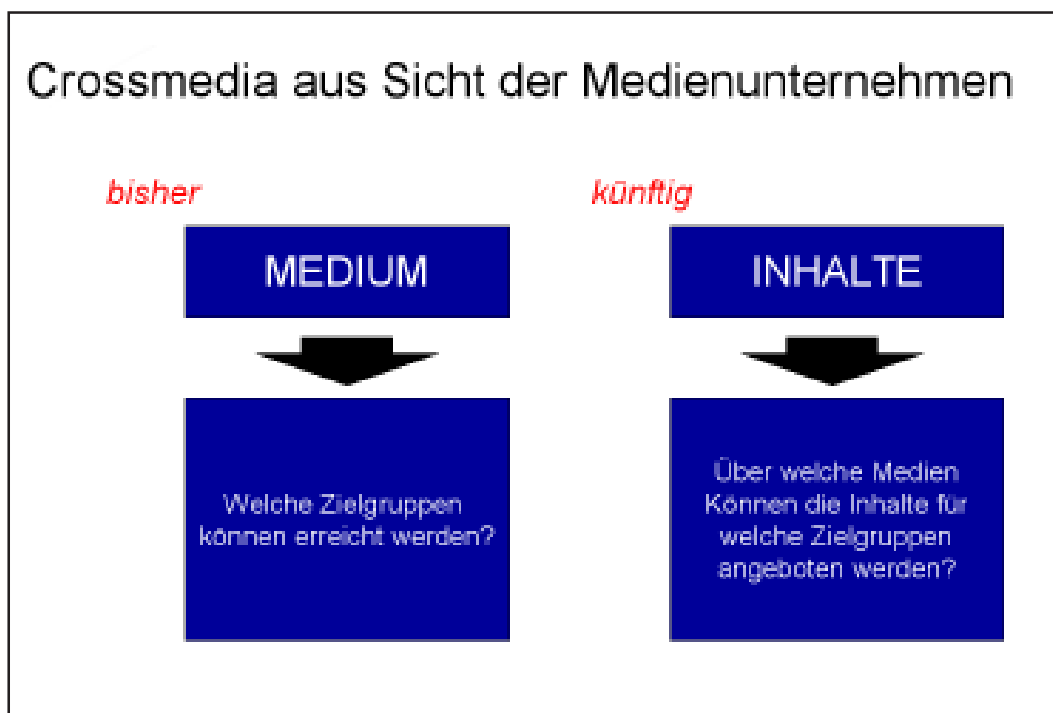 Crossmedia aus Sicht der Medienunternehmen
bisher
MEDIUM
Welche Zielgruppen
können erreicht werden?
künftig
INHALTE
Über welche Medien
Können die Inhalte für
welche Zielgruppen
angeboten werden?